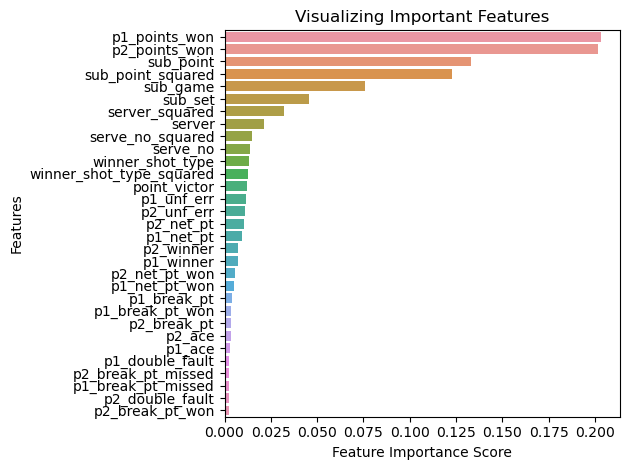 Visualizing Important Features
p1_points_won
p2_points_won
sub_point
sub_point_squared
sub_game
sub_set
server_squared
server
serve_no_squared
serve_no
winner_shot_type
winner_shot_type_squared
point_victor
p1_unf_err
p2_unf_err
p2_net_pt
p1_net_pt
p2_winner
p1_winner
p2_net_pt_won
p1_net_pt_won
p1_break_pt
p1_break_pt_won
p2_break_pt
p2_ace
p1_ace
p1_double_fault
p2_break_pt_missed
p1_break_pt_missed
p2_double_fault
p2_break_pt_won
Features
0.000 0.025 0.050 0.075 0.100 0.125 0.150 0.175 0.200
Feature Importance Score